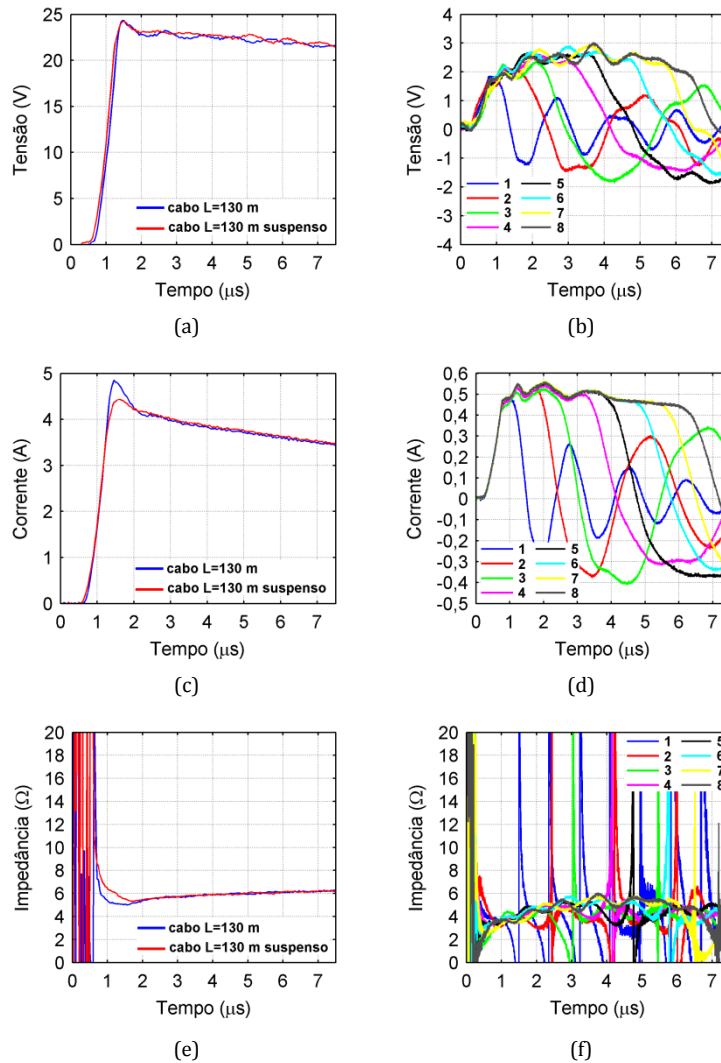 25
20
15
10
5
0
Tensão (V)
cabo L=130 m
cabo L=130 m suspenso
0 1 2 3 4 5 6 7
Tempo (μs)
(a)
4
3
2
1
0
-1
-2
-3
-4
Tensão (V)
1 5
2 6
3 7
4 8
0 1 2 3 4 5 6 7
Tempo (μs)
(b)
5
4
3
2
1
0
Corrente (A)
cabo L=130 m
cabo L=130 m suspenso
0 1 2 3 4 5 6 7
Tempo (μs)
(c)
0,6
0,5
0,4
0,3
0,2
0,1
0
-0,1
-0,2
-0,3
-0,4
-0,5
Corrente (A)
1 5
2 6
3 7
4 8
0 1 2 3 4 5 6 7
Tempo (μs)
(d)
20
18
16
14
12
10
8
6
4
2
0
Impedância (Ω)
cabo L=130 m
cabo L=130 m suspenso
0 1 2 3 4 5 6 7
Tempo (μs)
(e)
20
18
16
14
12
10
8
6
4
2
0
Impedância (Ω)
1 5
2 6
3 7
4 8
0 1 2 3 4 5 6 7
Tempo (μs)
(f)